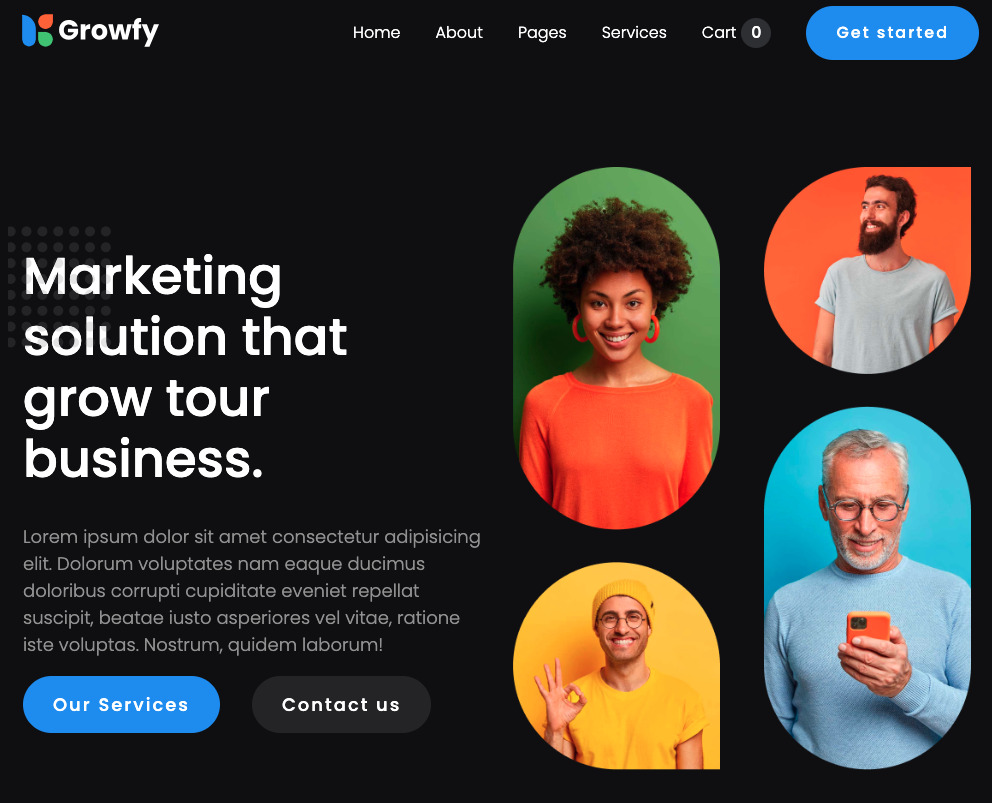 Growfy
Home About Pages Services Cart 0 Get started
Marketing
solution that
grow tour
business.
Lorem ipsum dolor sit amet consectetur adipisicing
elit. Dolorum voluptates nam eaque ducimus
doloribus corrupti cupiditate eveniet repellat
suscipit, beatae iusto asperiores vel vitae, ratione
iste voluptas. Nostrum, quidem laborum!
Our Services Contact us